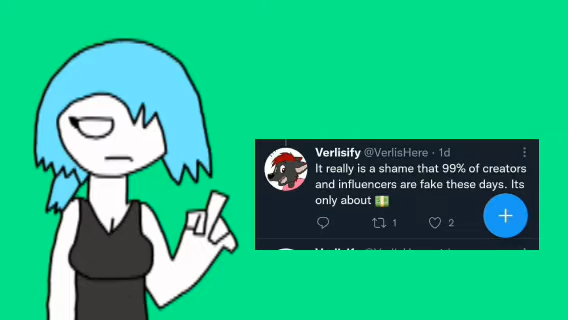 Verlisify @VerlisHere · 1d
It really is a shame that 99% of creators
and influencers are fake these days. Its
only about 💵
1 2